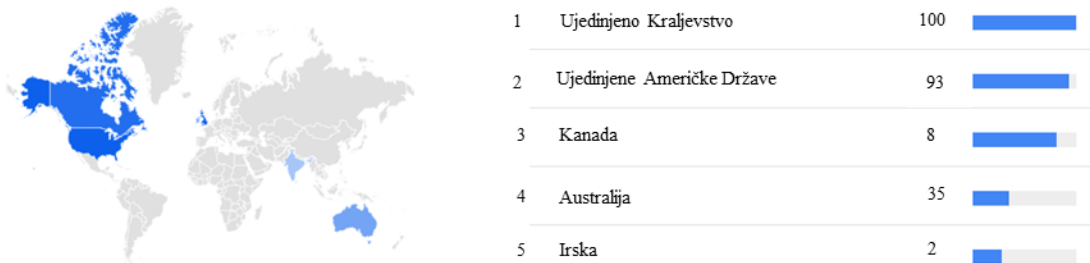 1 Ujedinjeno Kraljevstvo 100
2 Ujedinjene Američke Države 93
3 Kanada 8
4 Australija 35
5 Irska 2